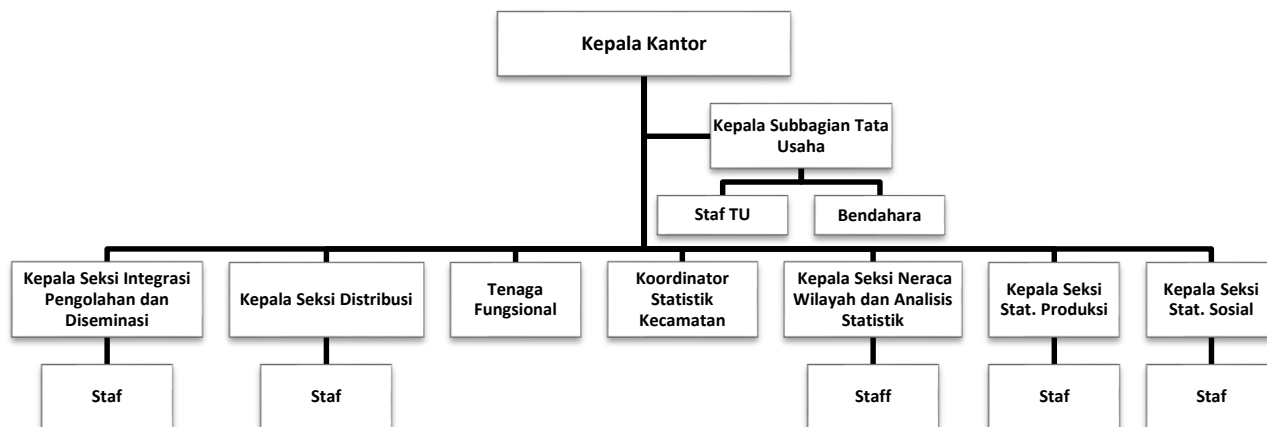 Kepala Kantor
Kepala Subbagian Tata
Usaha
Staf TU
Bendahara
Kepala Seksi Integrasi
Pengolahan dan
Diseminasi
Kepala Seksi Distribusi
Tenaga
Fungsional
Koordinator
Statistik
Kecamatan
Kepala Seksi Neraca
Wilayah dan Analisis
Statistik
Kepala Seksi
Stat. Produksi
Kepala Seksi
Stat. Sosial
Staf
Staf
Staff
Staf
Staf